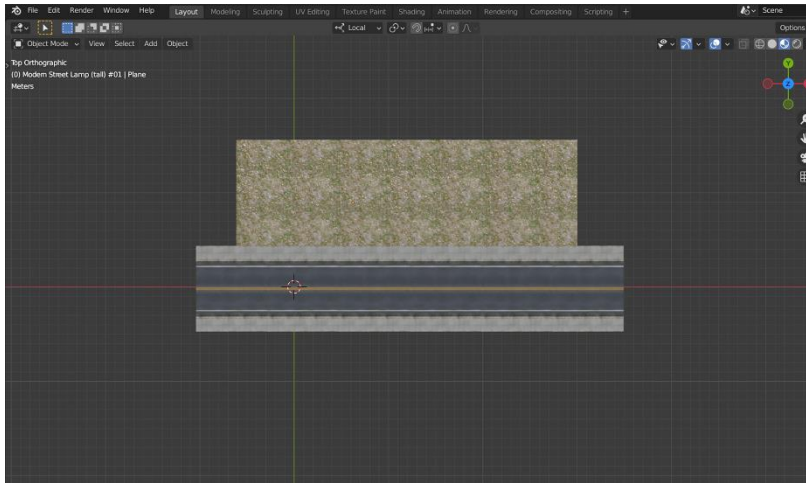 File Edit Render Window Help Layout Modeling Sculpting UV Editing Texture Paint Shading Animation Rendering Compositing Scripting + Scene
Local Options
Object Mode View Select Add Object
Top Orthographic
(0) Modern Street Lamp (tall) #01 | Plane
Meters
Y
Z